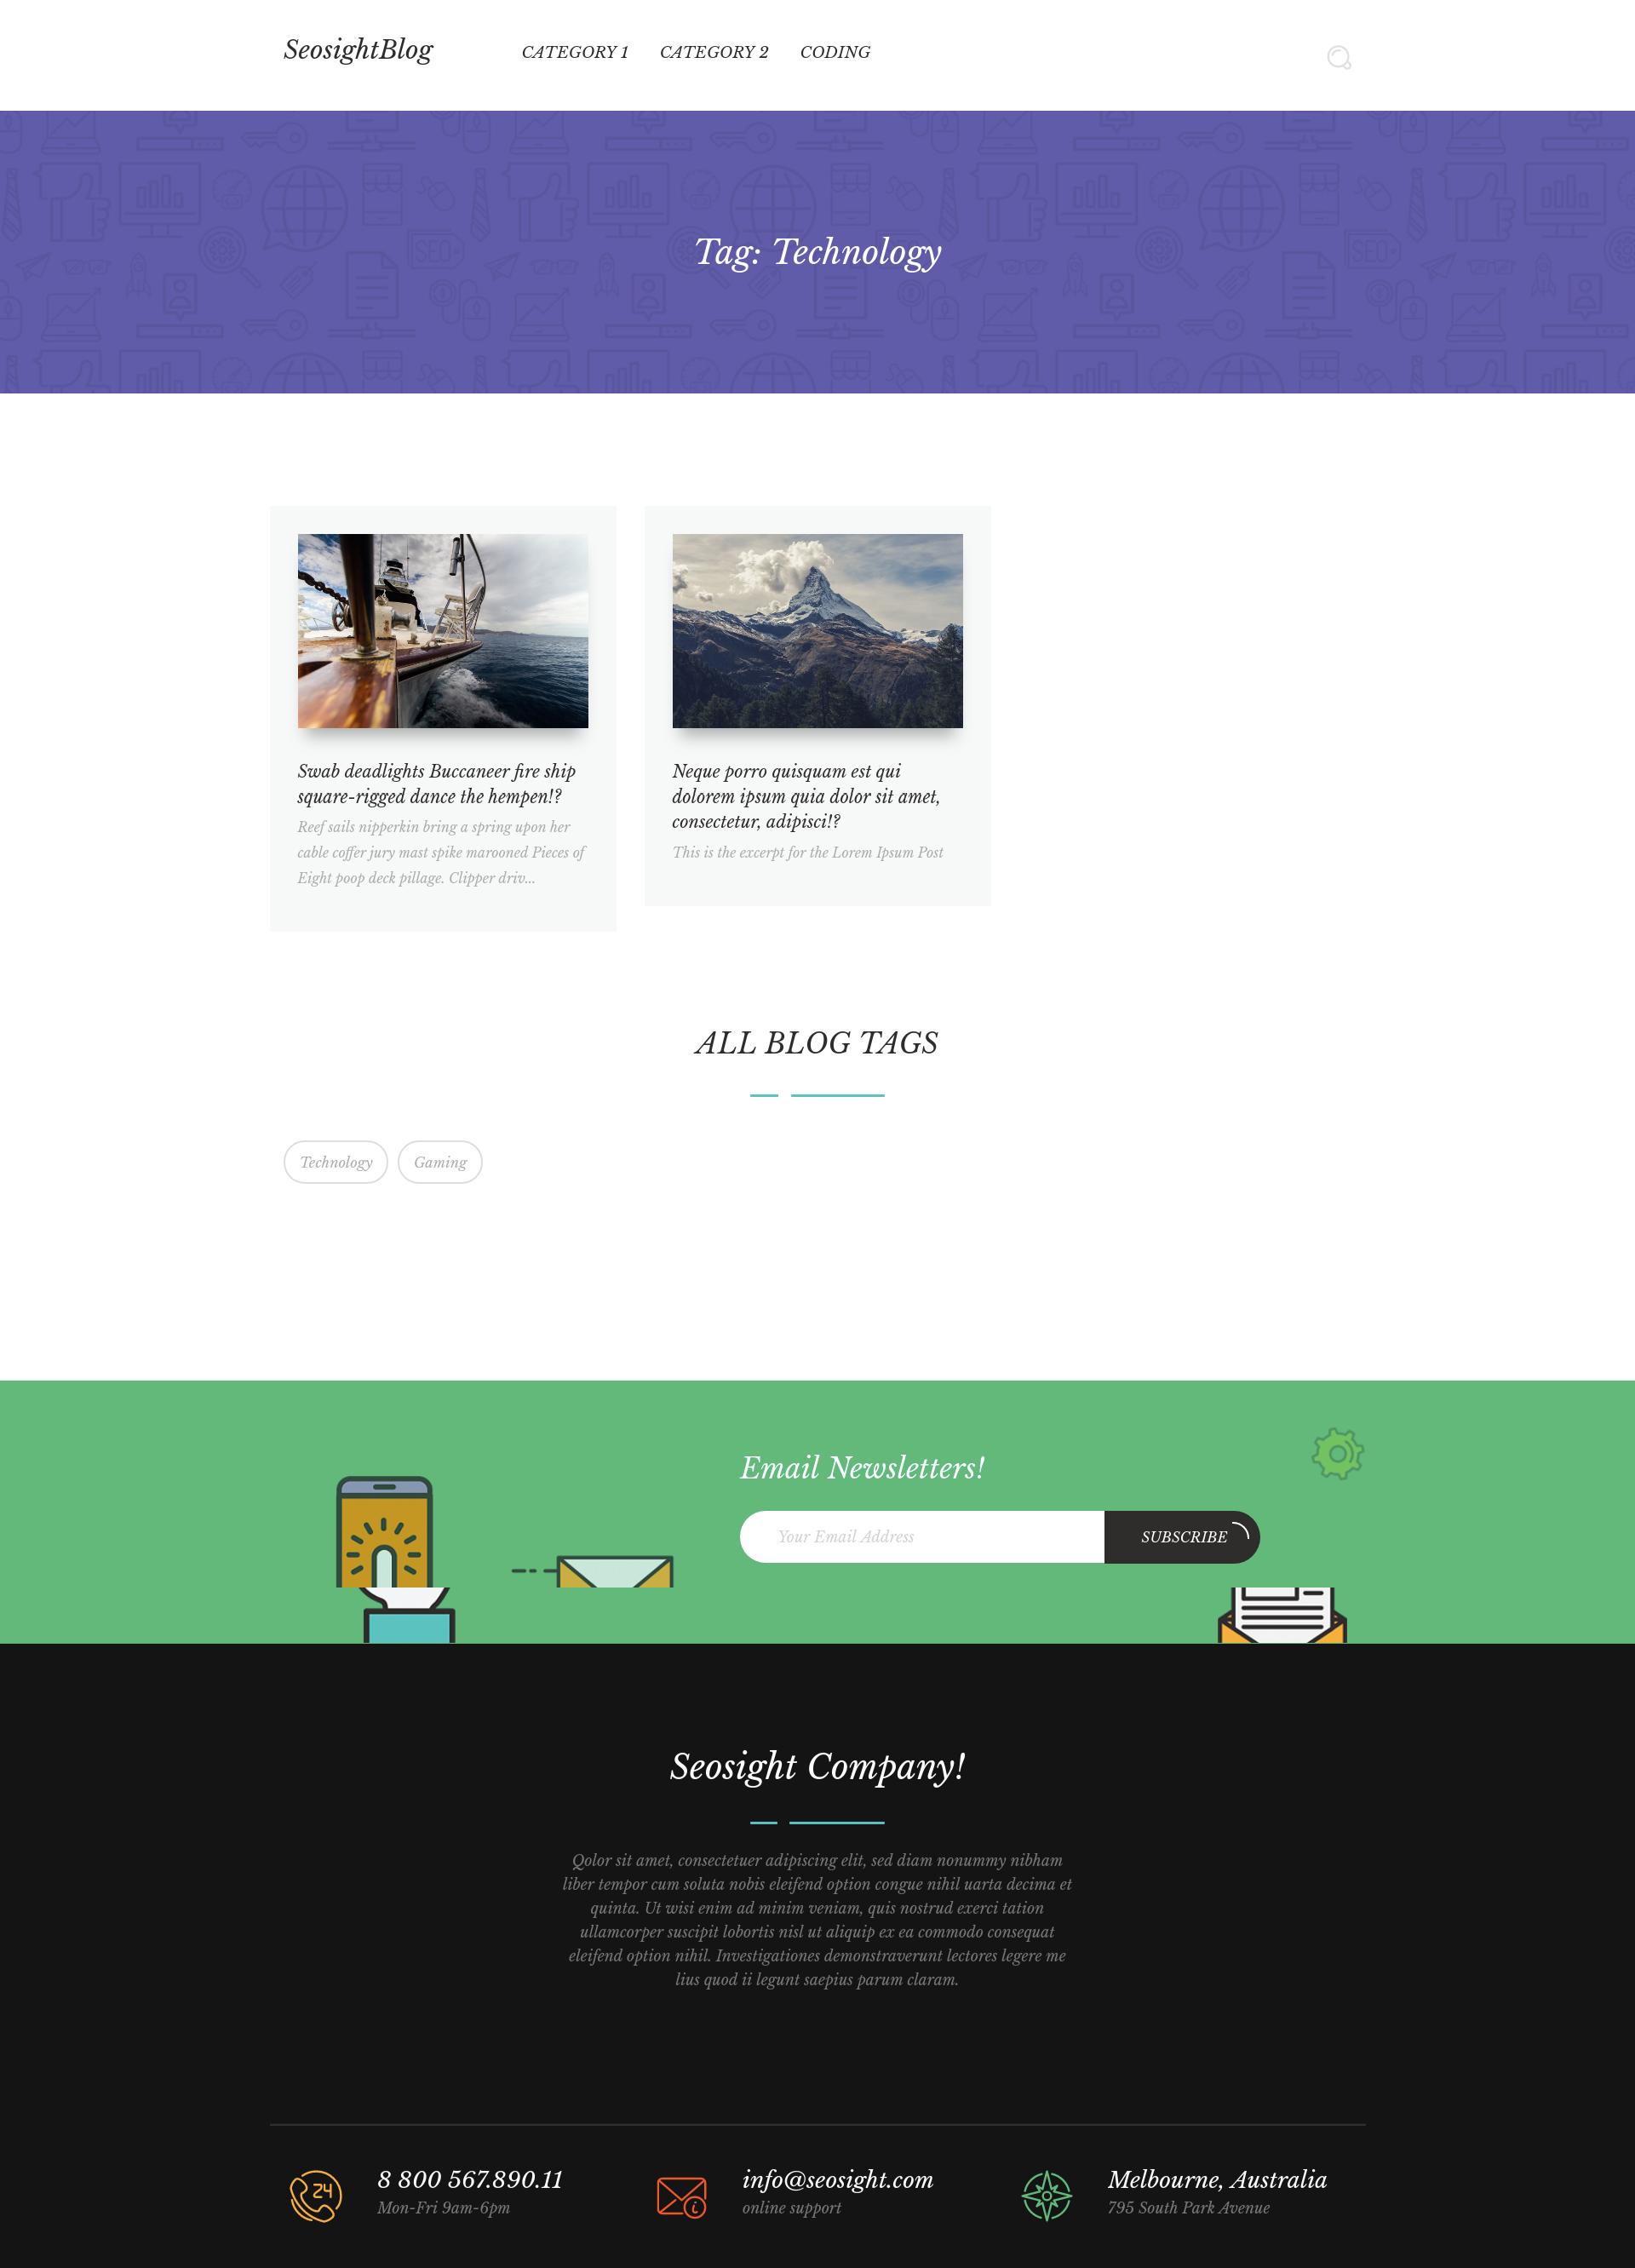 SeosightBlog
CATEGORY 1
CATEGORY 2
CODING
Tag: Technology
Swab deadlights Buccaneer fire ship
square-rigged dance the hempen!?
Reef sails nipperkin bring a spring upon her
cable coffer jury mast spike marooned Pieces of
Eight poop deck pillage. Clipper driv...
Neque porro quisquam est qui
dolorem ipsum quia dolor sit amet,
consectetur, adipisci!?
This is the excerpt for the Lorem Ipsum Post
ALL BLOG TAGS
Technology
Gaming
Email Newsletters!
Your Email Address
SUBSCRIBE
Seosight Company!
Qolor sit amet, consectetuer adipiscing elit, sed diam nonummy nibham
liber tempor cum soluta nobis eleifend option congue nihil uarta decima et
quinta. Ut wisi enim ad minim veniam, quis nostrud exerci tation
ullamcorper suscipit lobortis nisl ut aliquip ex ea commodo consequat
eleifend option nihil. Investigationes demonstraverunt lectores legere me
lius quod ii legunt saepius parum claram.
24
8 800 567.890.11
Mon-Fri 9am-6pm
info@seosight.com
online support
Melbourne, Australia
795 South Park Avenue